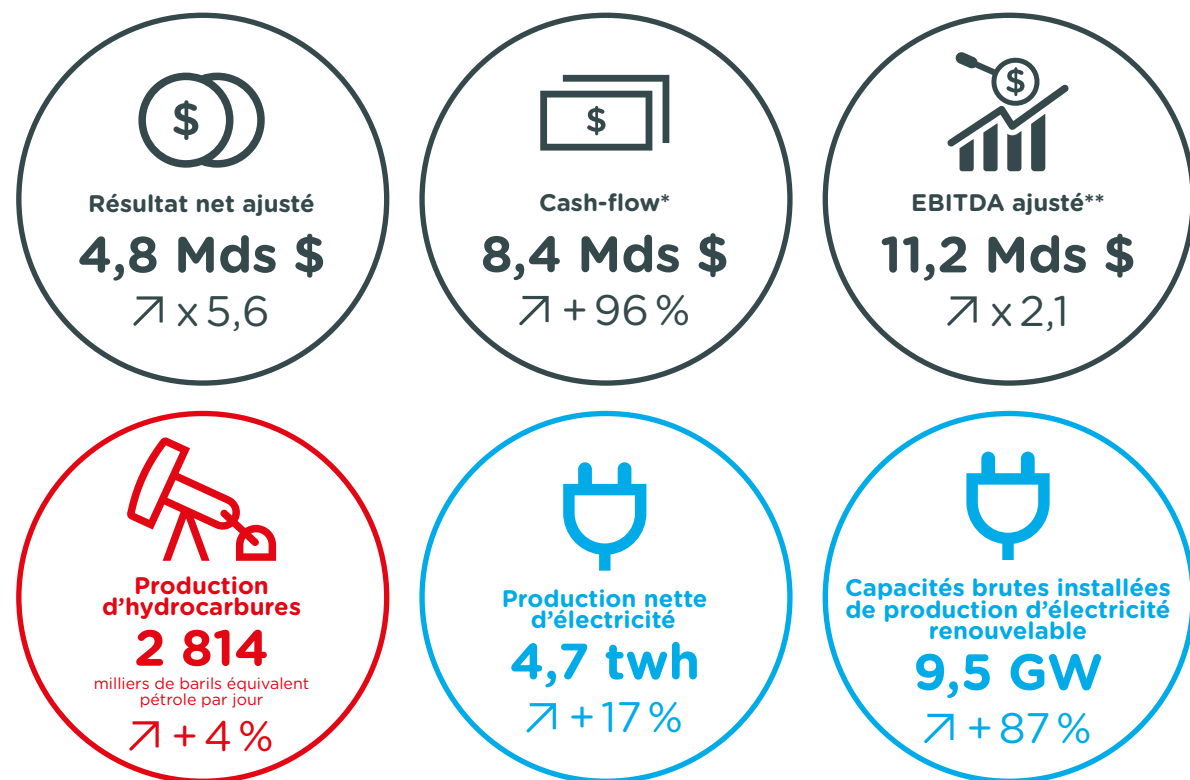 $
Résultat net ajusté
4,8 Mds $
x 5,6
$
Cash-flow*
8,4 Mds $
+ 96 %
$
EBITDA ajusté**
11,2 Mds $
x 2,1
Production
d’hydrocarbures
2 814
milliers de barils équivalent
pétrole par jour
+ 4 %
Production nette
d’électricité
4,7 twh
+ 17 %
Capacités brutes installées
de production d’électricité
renouvelable
9,5 GW
+ 87 %